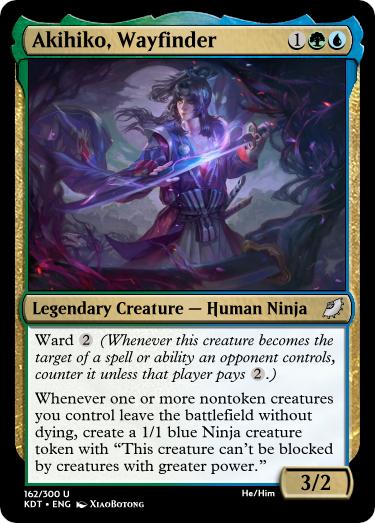 Akihiko, Wayfinder 1
Legendary Creature — Human Ninja
Ward 2 (Whenever this creature becomes the
target of a spell or ability an opponent controls,
counter it unless that player pays 2.)
Whenever one or more nontoken creatures
you control leave the battlefield without
dying, create a 1/1 blue Ninja creature
token with “This creature can’t be blocked
by creatures with greater power.”
3/2
162/300 U He/Him
KDT • ENG XiaoBotong